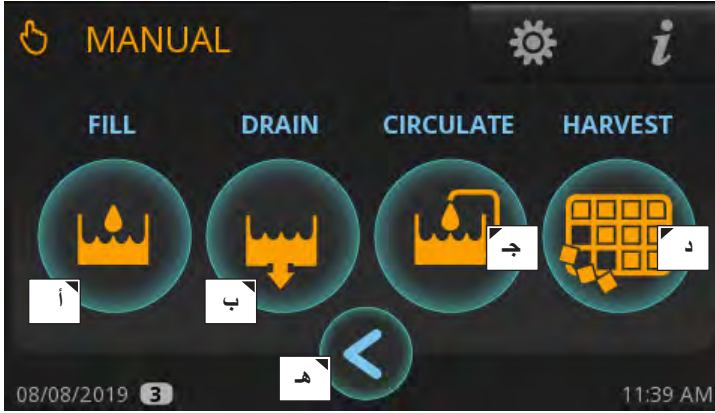 MANUAL i
FILL DRAIN CIRCULATE HARVEST
أ ب جـ د
هـ
08/08/2019 3 11:39 AM